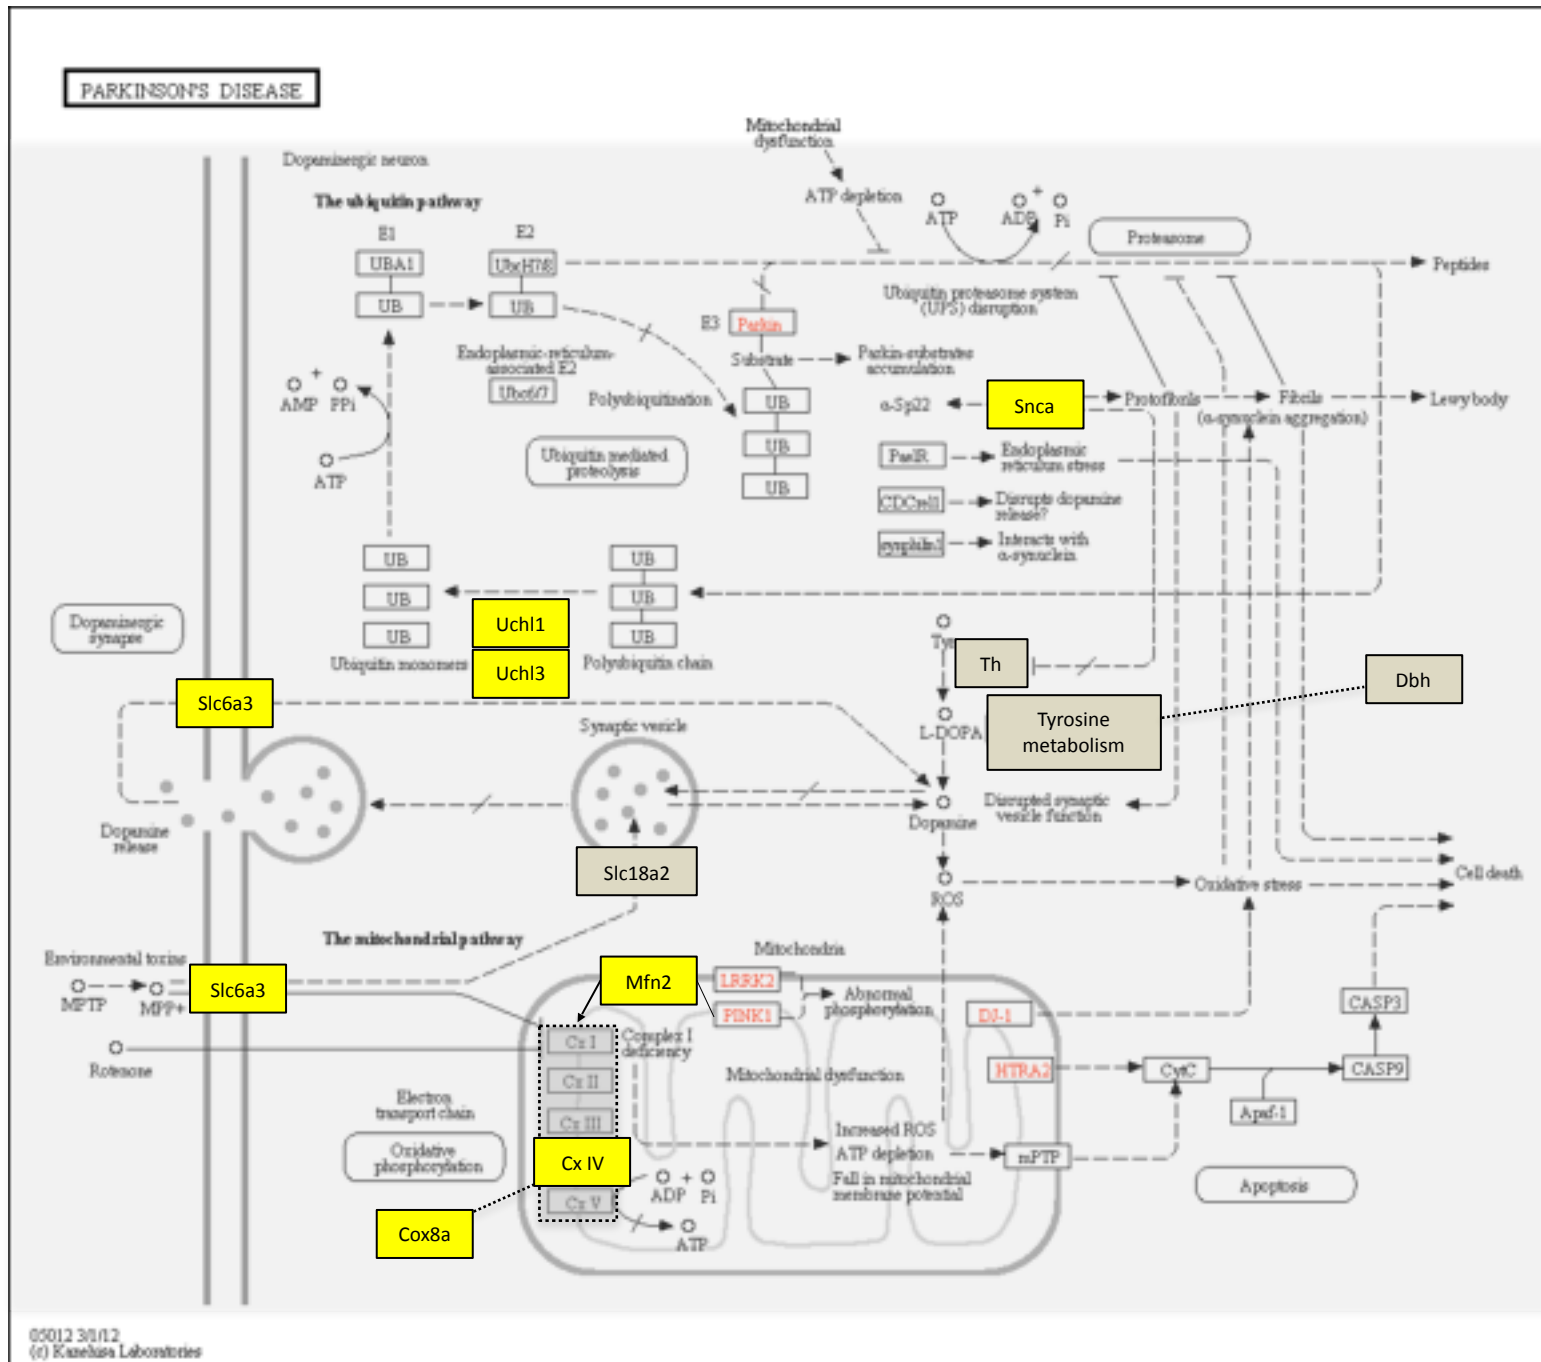 PARKINSON'S DISEASE
Mitochondrial
dysfunction
Dopaminergic neuron
The ubiquitin pathway
ATP depletion
ATP
+
ADP
Pi
Proteasome
E1
E2
UBA1
UbcH7/8
Peptides
UB
UB
Ubiquitin proteasome system
(UPS) disruption
E3
Parkin
Endoplasmic-reticulum-
associated E2
Ubc6/7
Substrate
Parkin-substrates
accumulation
+
AMP
PPi
Polyubiquitination
UB
α-Sp22
Snca
Protofibrils
Fibrils
Lewy body
(α-synuclein aggregation)
ATP
Ubiquitin mediated
proteolysis
UB
UB
PaelR
Endoplasmic
reticulum stress
CDCrel1
Disrupts dopamine
release?
synphilin1
Interacts with
α-synuclein
UB
UB
UB
UB
UB
UB
Ubiquitin monomers
Polyubiquitin chain
Uchl1
Uchl3
Dopaminergic
synapse
Tyr
Th
Dbh
Slc6a3
Tyrosine
metabolism
Synaptic vesicle
L-DOPA
Dopamine
release
Dopamine
Disrupted synaptic
vesicle function
Slc18a2
ROS
Oxidative stress
Cell death
The mitochondrial pathway
Mitochondria
Environmental toxins
MPTP
MPP+
Slc6a3
Mfn2
LRRK2
PINK1
Abnormal
phosphorylation
DJ-1
CASP3
Rotenone
Cx I
Complex I
deficiency
Cx II
Mitochondrial dysfunction
HTRA2
CytC
CASP9
Apaf-1
Electron
transport chain
Cx III
Oxidative
phosphorylation
Cx IV
Increased ROS
ATP depletion
Fall in mitochondrial
membrane potential
mPTP
Cx V
ADP
+
Pi
ATP
Apoptosis
Cox8a
05012 3/1/12
(c) Kanehisa Laboratories